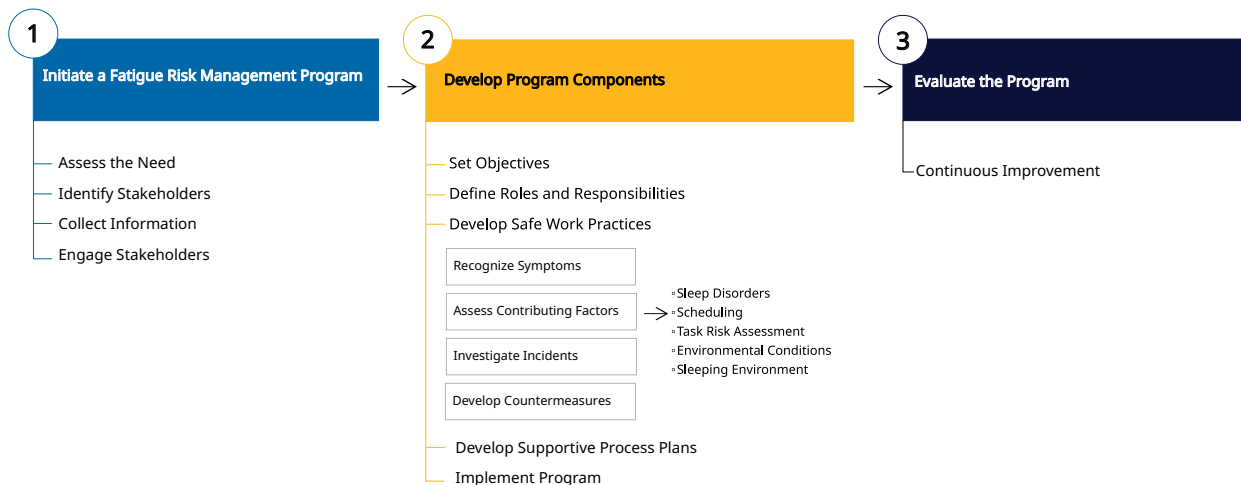 1
Initiate a Fatigue Risk Management Program
Assess the Need
Identify Stakeholders
Collect Information
Engage Stakeholders
2
Develop Program Components
Set Objectives
Define Roles and Responsibilities
Develop Safe Work Practices
Recognize Symptoms
Assess Contributing Factors
▫Sleep Disorders
▫Scheduling
▫Task Risk Assessment
▫Environmental Conditions
▫Sleeping Environment
Investigate Incidents
Develop Countermeasures
Develop Supportive Process Plans
Implement Program
3
Evaluate the Program
Continuous Improvement